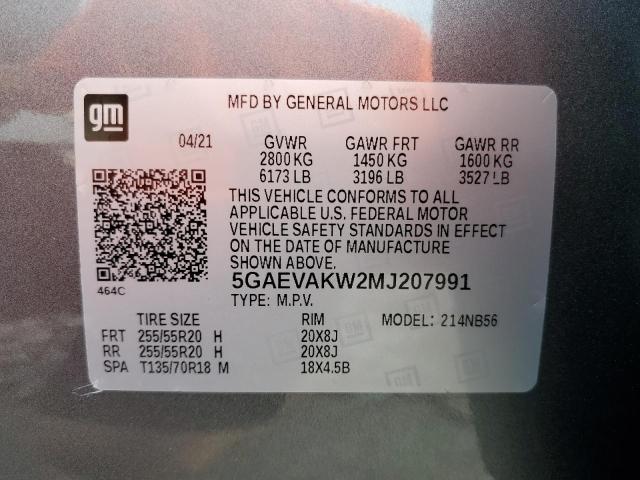 gm
MFD BY GENERAL MOTORS LLC
04/21 GVWR GAWR FRT GAWR RR
2800 KG 1450 KG 1600 KG
6173 LB 3196 LB 3527 LB
THIS VEHICLE CONFORMS TO ALL
APPLICABLE U.S. FEDERAL MOTOR
VEHICLE SAFETY STANDARDS IN EFFECT
ON THE DATE OF MANUFACTURE
SHOWN ABOVE.
464C
5GAEVAKW2MJ207991
TYPE: M.P.V.
TIRE SIZE RIM MODEL: 214NB56
FRT 255/55R20 H 20X8J
RR 255/55R20 H 20X8J
SPA T135/70R18 M 18X4.5B